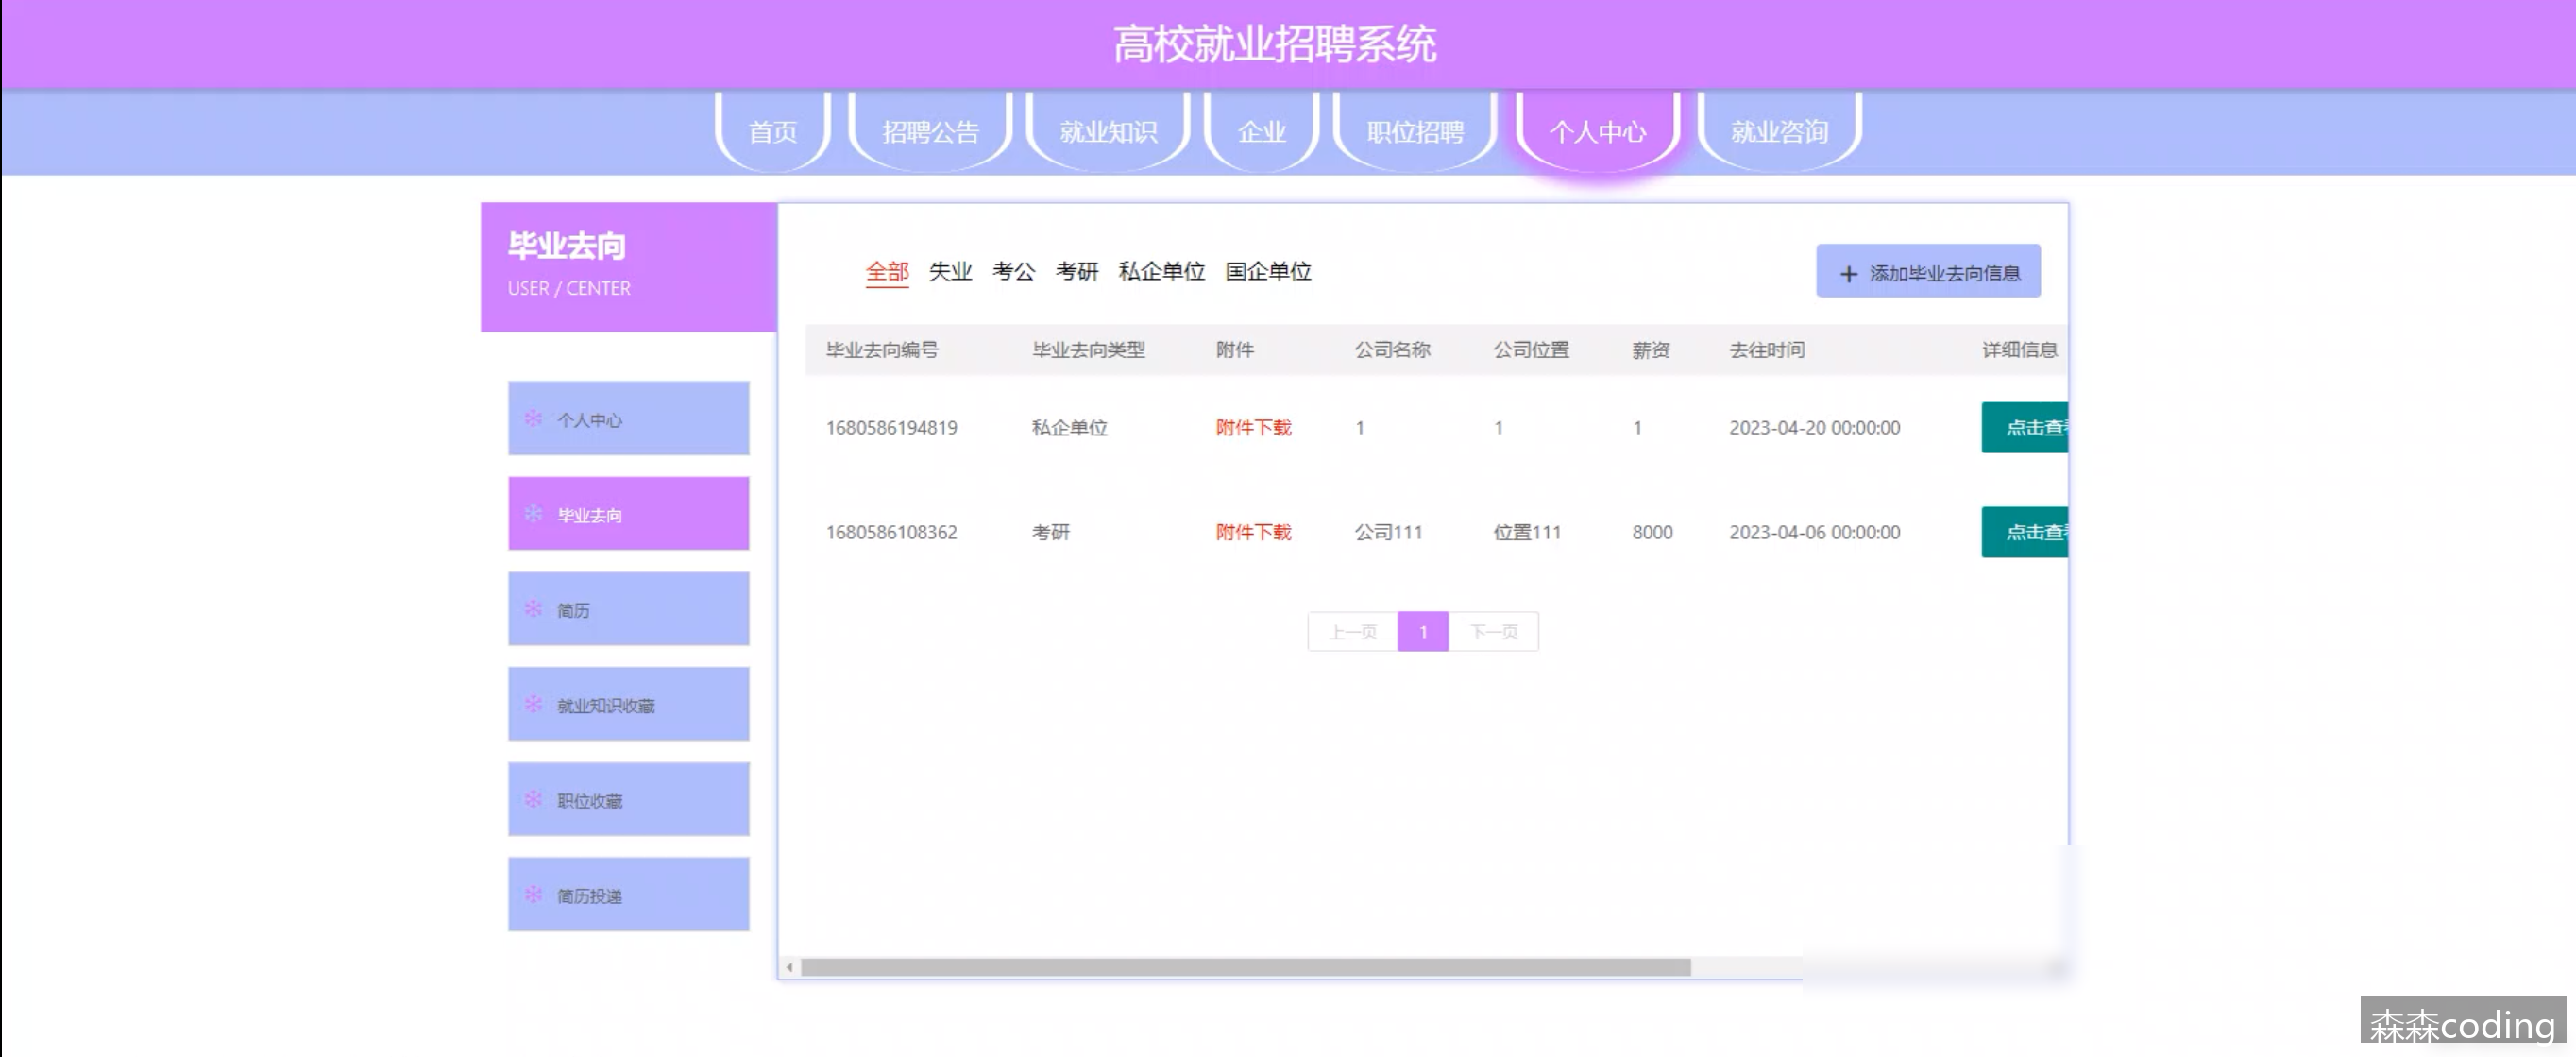 高校就业招聘系统
首页 招聘公告 就业知识 企业 职位招聘 个人中心 就业咨询
毕业去向
USER / CENTER
个人中心
毕业去向
简历
就业知识收藏
职位收藏
简历投递
全部 失业 考公 考研 私企单位 国企单位
+ 添加毕业去向信息
毕业去向编号 毕业去向类型 附件 公司名称 公司位置 薪资 去往时间 详细信息
1680586194819 私企单位 附件下载 1 1 1 2023-04-20 00:00:00 点击查
1680586108362 考研 附件下载 公司111 位置111 8000 2023-04-06 00:00:00 点击查
上一页 1 下一页
森森coding